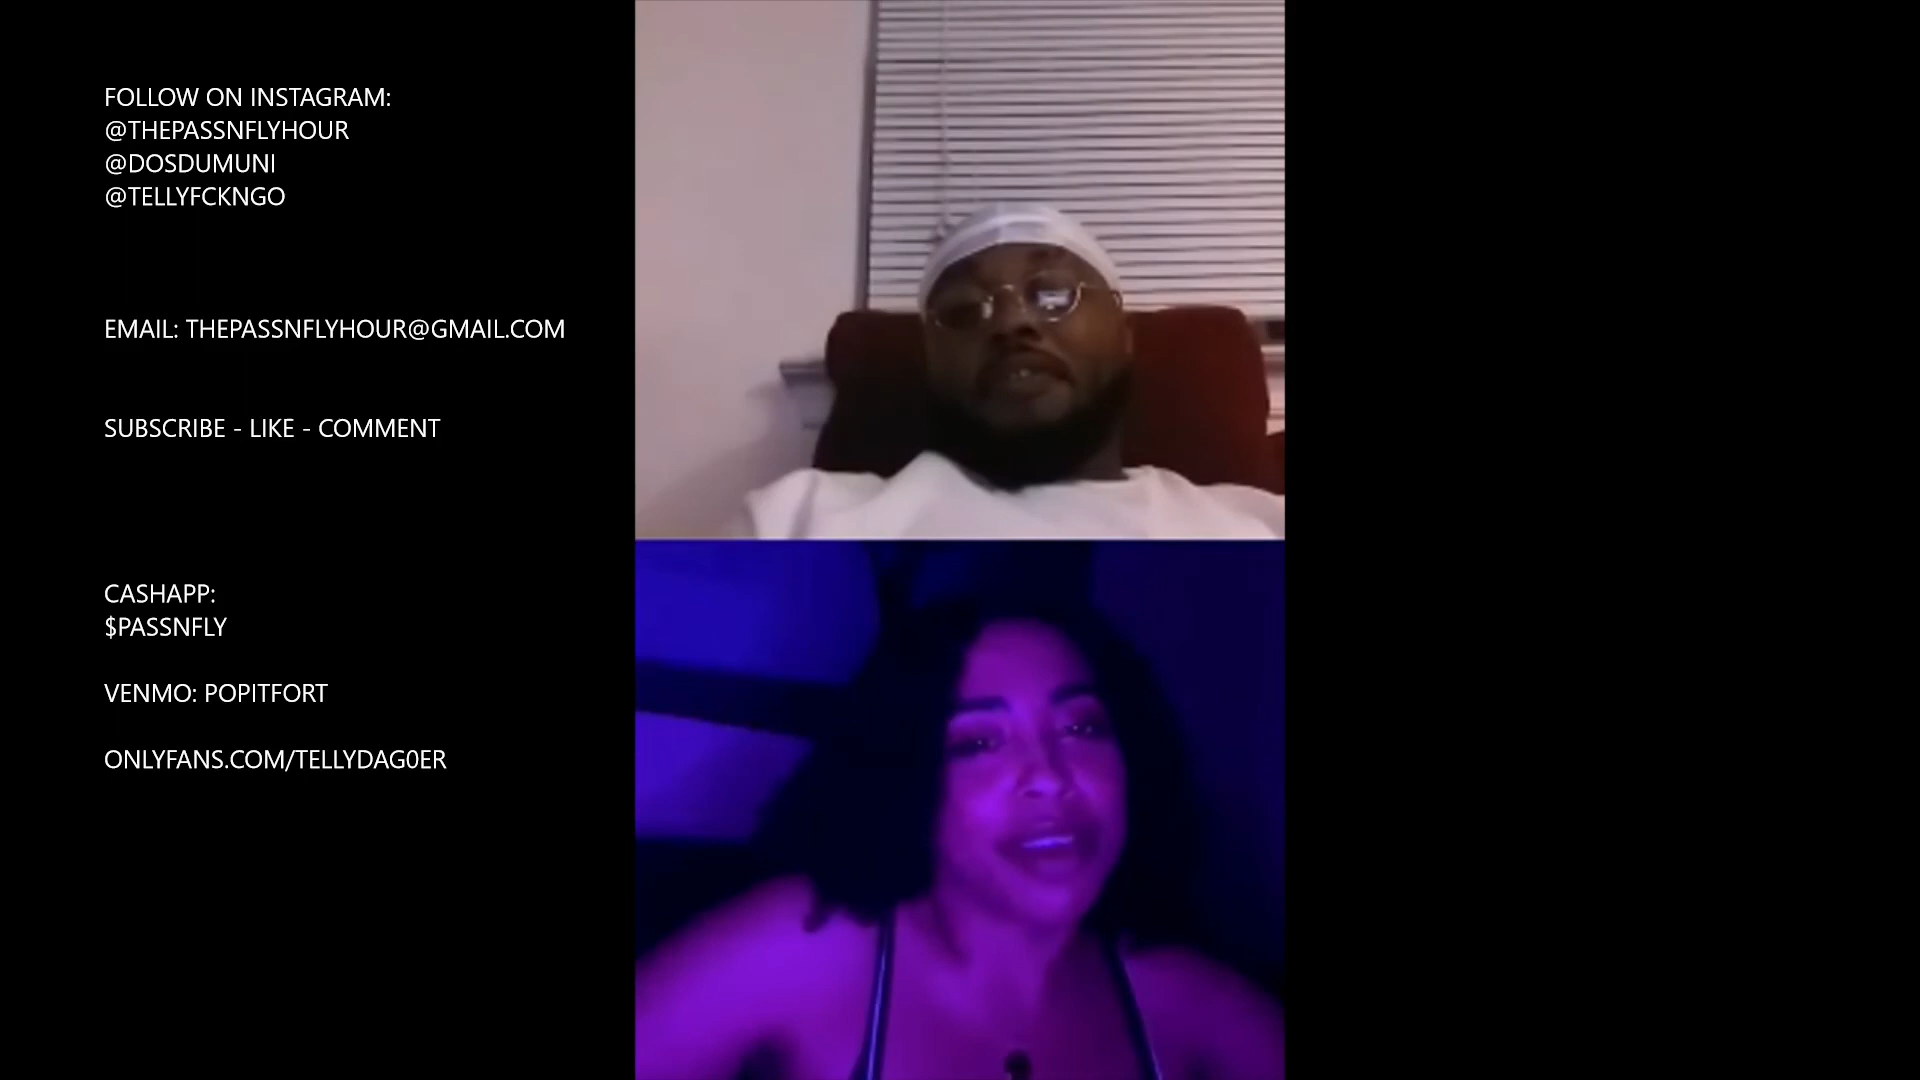 FOLLOW ON INSTAGRAM:
@THEPASSNFLYHOUR
@DOSDUMUNI
@TELLYFCKNGO
EMAIL: THEPASSNFLYHOUR@GMAIL.COM
SUBSCRIBE - LIKE - COMMENT
CASHAPP:
$PASSNFLY
VENMO: POPITFORT
ONLYFANS.COM/TELLYDAG0ER